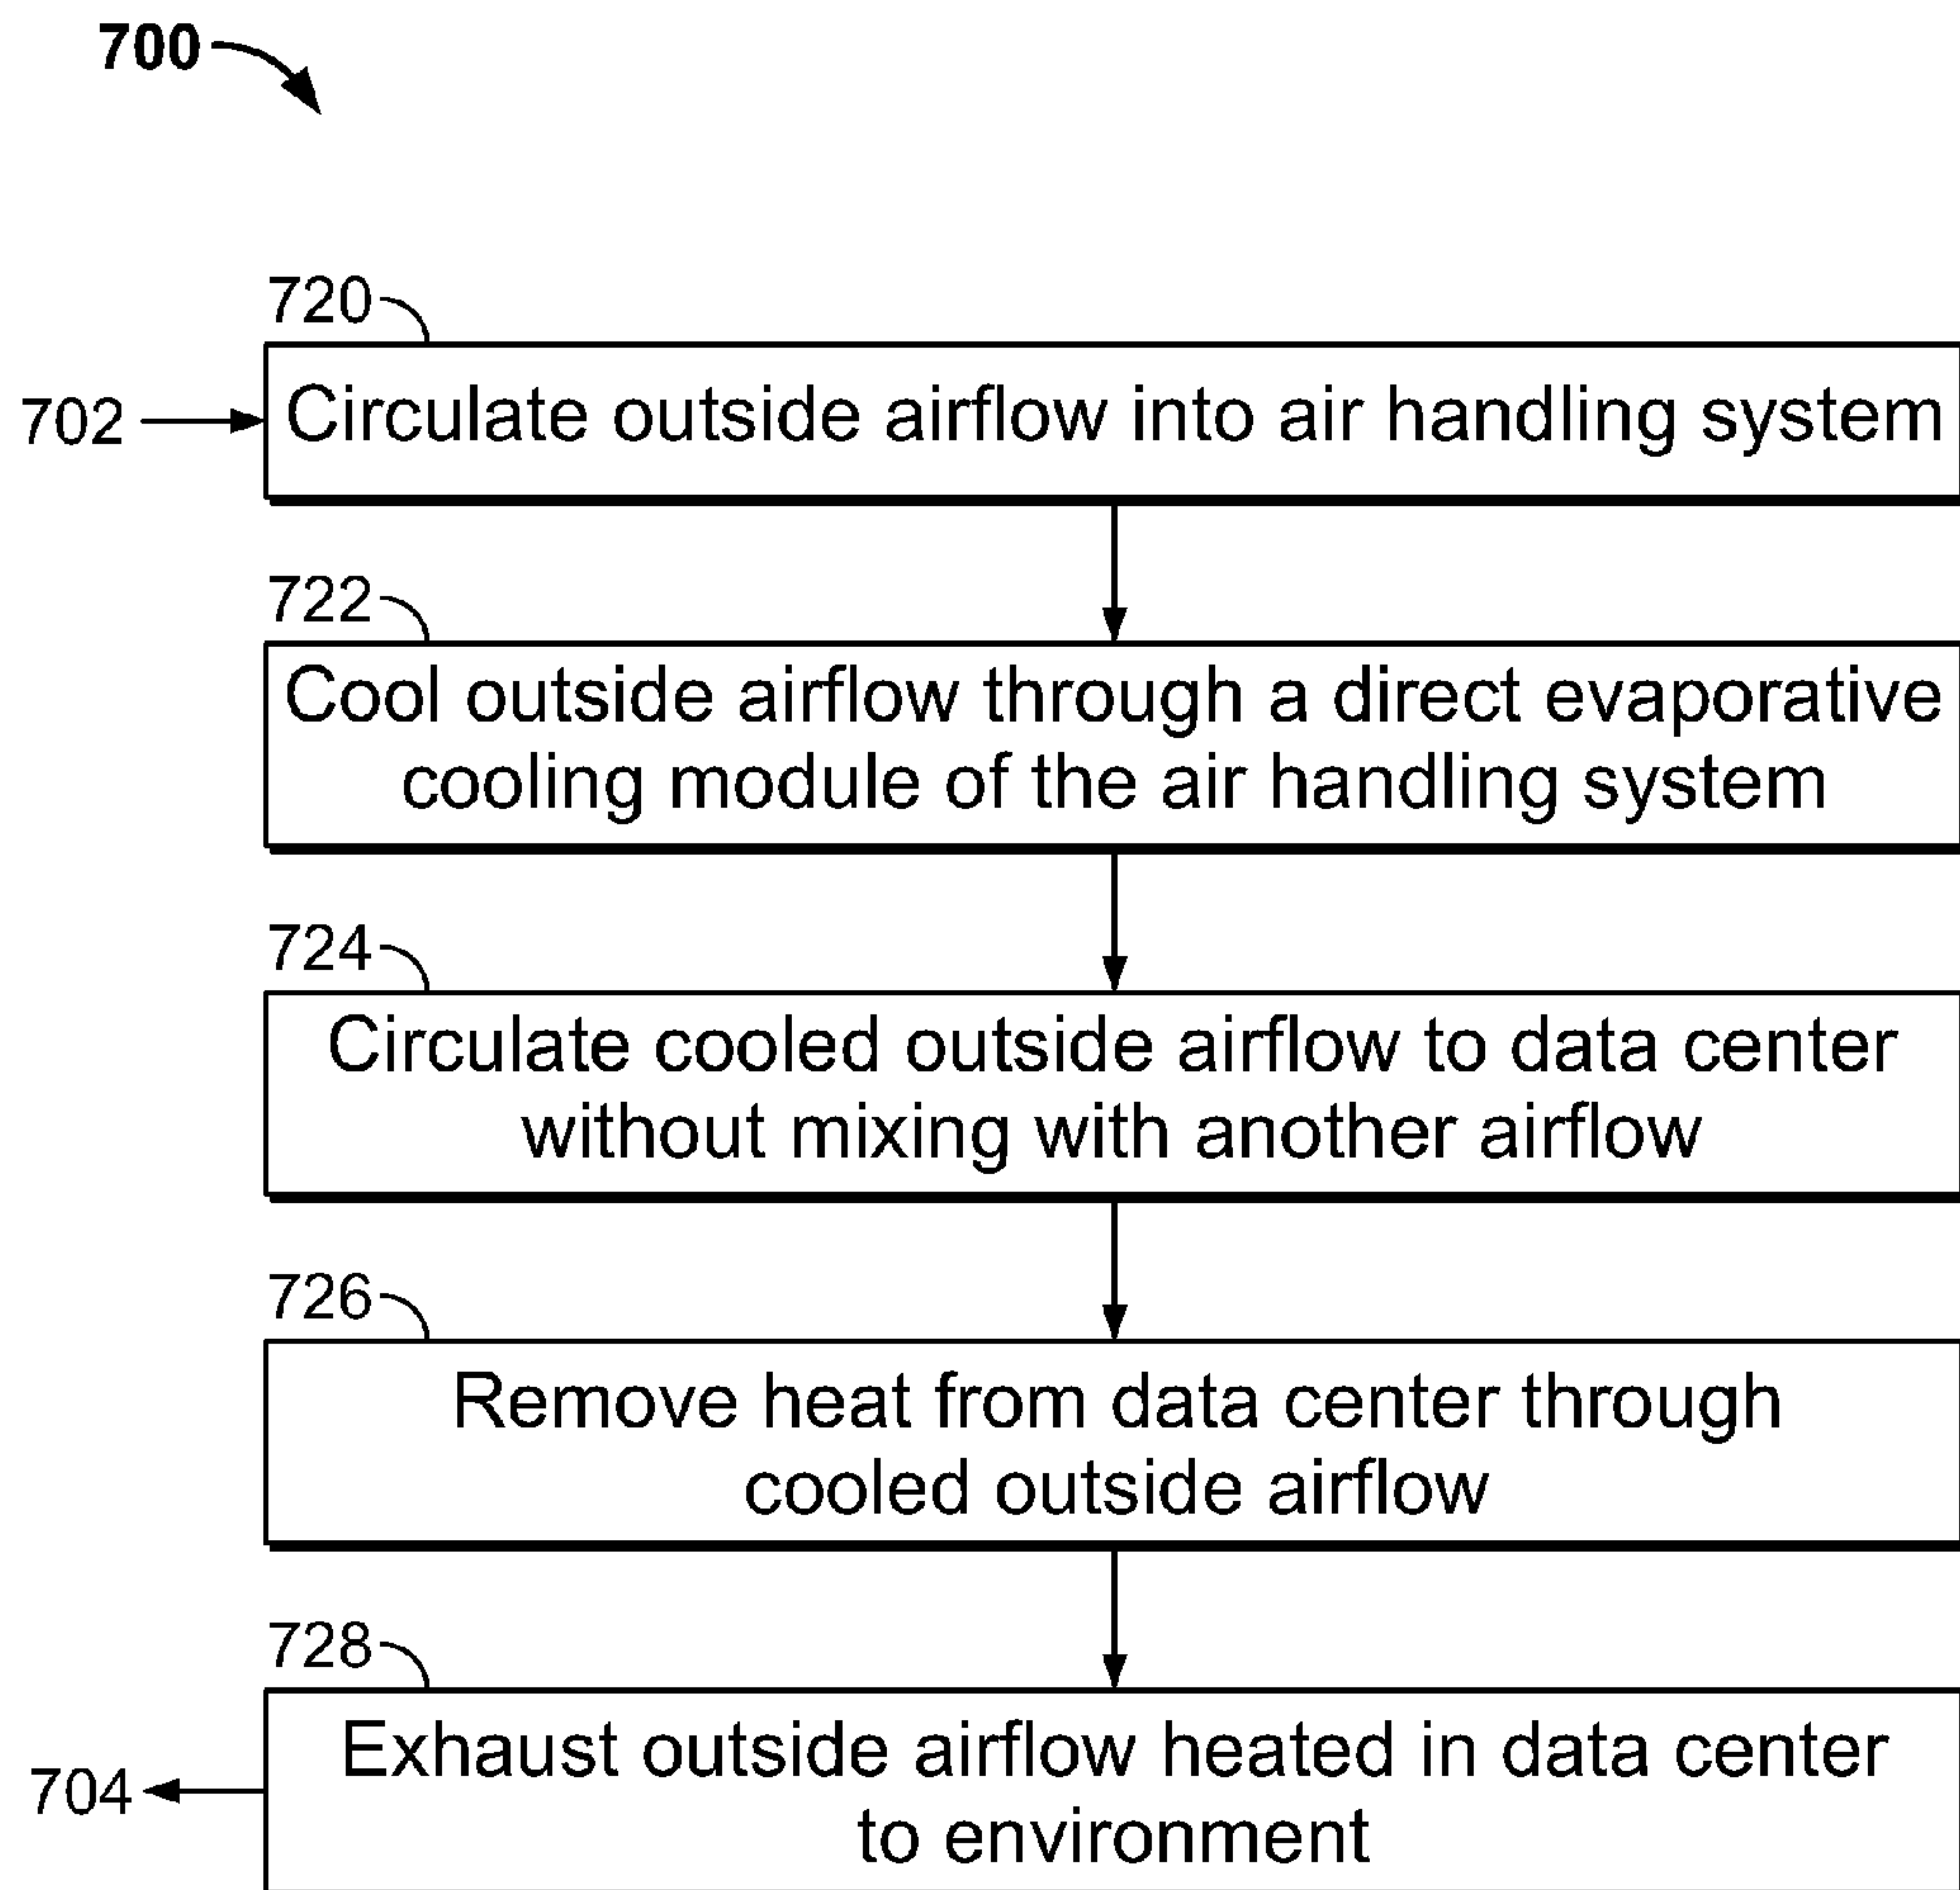 700
720
702
Circulate outside airflow into air handling system
722
Cool outside airflow through a direct evaporative
cooling module of the air handling system
724
Circulate cooled outside airflow to data center
without mixing with another airflow
726
Remove heat from data center through
cooled outside airflow
728
Exhaust outside airflow heated in data center
704
to environment